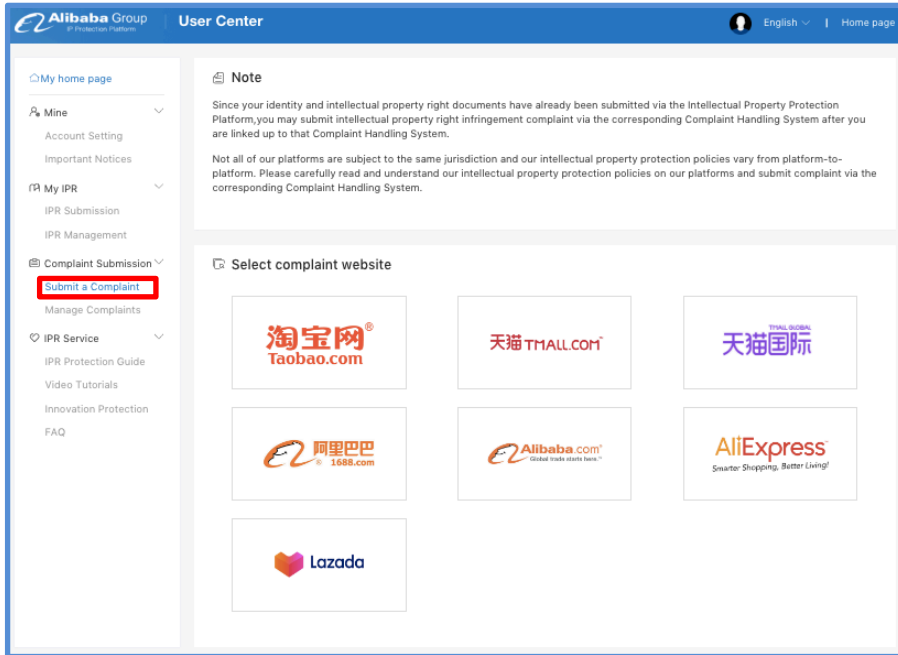 Alibaba Group
IP Protection Platform
User Center
English
Home page
My home page
Mine
Account Setting
Important Notices
My IPR
IPR Submission
IPR Management
Complaint Submission
Submit a Complaint
Manage Complaints
IPR Service
IPR Protection Guide
Video Tutorials
Innovation Protection
FAQ
Note
Since your identity and intellectual property right documents have already been submitted via the Intellectual Property Protection
Platform,you may submit intellectual property right infringement complaint via the corresponding Complaint Handling System after you
are linked up to that Complaint Handling System.
Not all of our platforms are subject to the same jurisdiction and our intellectual property protection policies vary from platform-to-
platform. Please carefully read and understand our intellectual property protection policies on our platforms and submit complaint via the
corresponding Complaint Handling System.
Select complaint website
淘宝网®
Taobao.com
天猫 TMALL.COM
TMALL GLOBAL
天猫国际
阿里巴巴
® 1688.com
Alibaba.com®
Global trade starts here.™
AliExpress
Smarter Shopping, Better Living!
Lazada